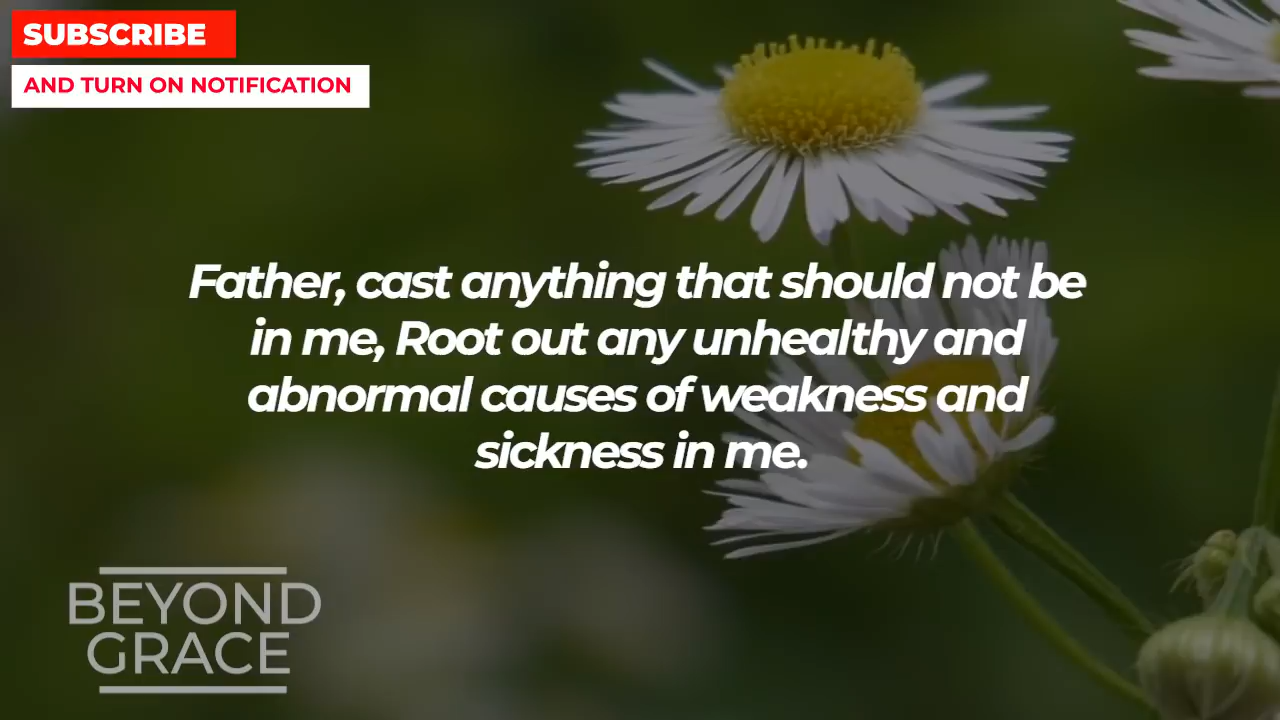 SUBSCRIBE
AND TURN ON NOTIFICATION
Father, cast anything that should not be
in me, Root out any unhealthy and
abnormal causes of weakness and
sickness in me.
BEYOND
GRACE